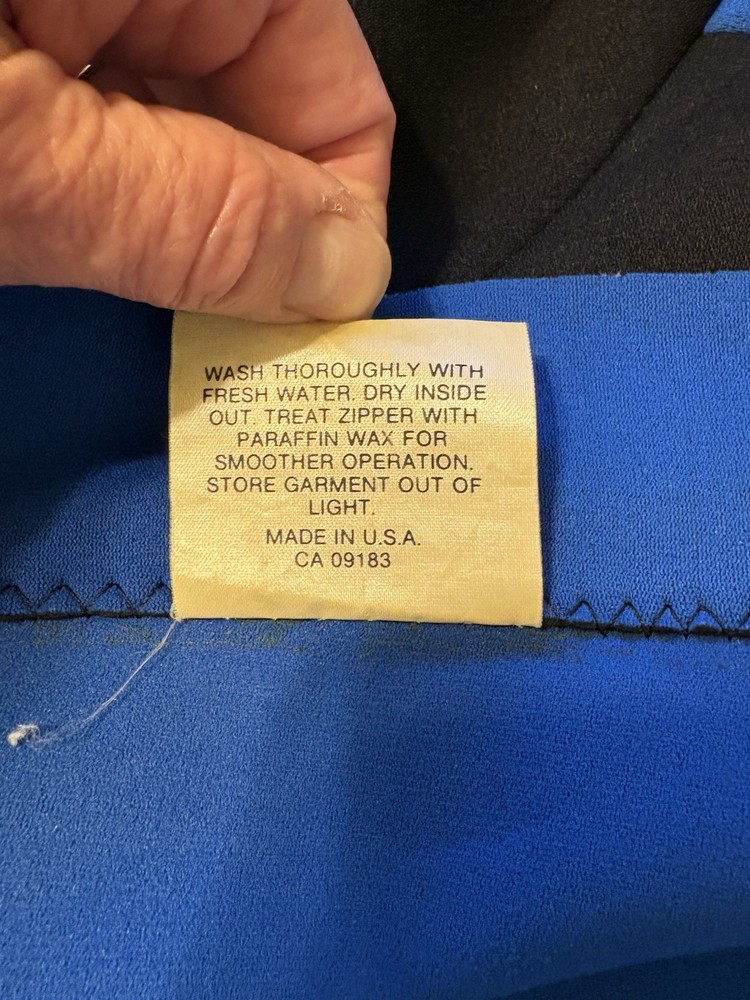 WASH THOROUGHLY WITH
FRESH WATER. DRY INSIDE
OUT. TREAT ZIPPER WITH
PARAFFIN WAX FOR
SMOOTHER OPERATION.
STORE GARMENT OUT OF
LIGHT.
MADE IN U.S.A.
CA 09183